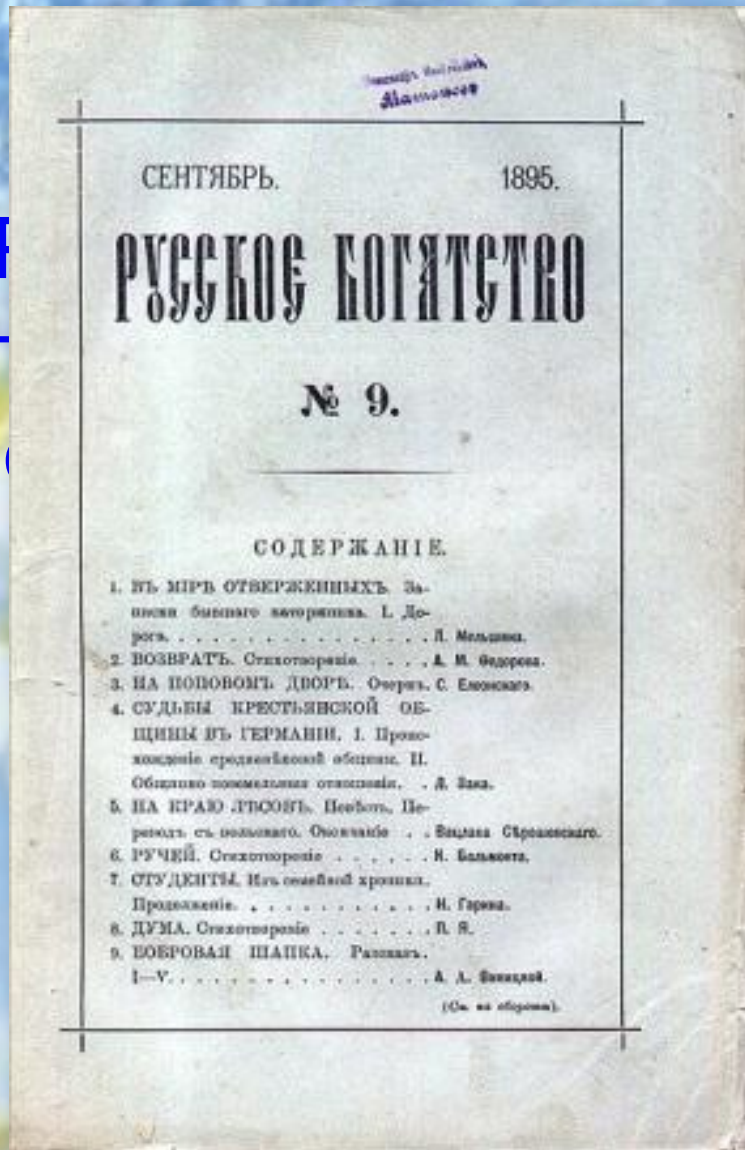 СЕНТЯБРЬ. 1895.
РУССКОЕ БОГАТСТВО
№ 9.
СОДЕРЖАНІЕ.
1. ВЪ МІРѢ ОТВЕРЖЕННЫХЪ. За-
писки бывшаго каторжника. I. До-
рога. . . . . . . . . . . . . . . . . Л. Мельшина.
2. ВОЗВРАТЪ. Стихотвореніе. . . . . А. М. Ѳедорова.
3. НА ПОПОВОМЪ ДВОРѢ. Очеркъ. С. Елеонскаго.
4. СУДЬБЫ КРЕСТЬЯНСКОЙ ОБ-
ЩИНЫ ВЪ ГЕРМАНІИ. I. Проис-
хожденіе средневѣковой общины. II.
Общинно поземельныя отношенія. . Л. Зака.
5. НА КРАЮ ЛѢСОВЪ. Повѣсть. Пе-
реводъ съ польскаго. Окончаніе . . Вацлава Сѣрошевскаго.
6. РУЧЕЙ. Стихотвореніе . . . . . . К. Бальмонта.
7. СТУДЕНТЫ. Изъ семейной хроники.
Продолженіе. . . . . . . . . . . . Н. Гарина.
8. ДУМА. Стихотвореніе . . . . . . . П. Я.
9. БОБРОВАЯ ШАПКА. Разсказъ.
I—V. . . . . . . . . . . . . . . . . А. А. Виницкой.
(См. на оборотѣ).